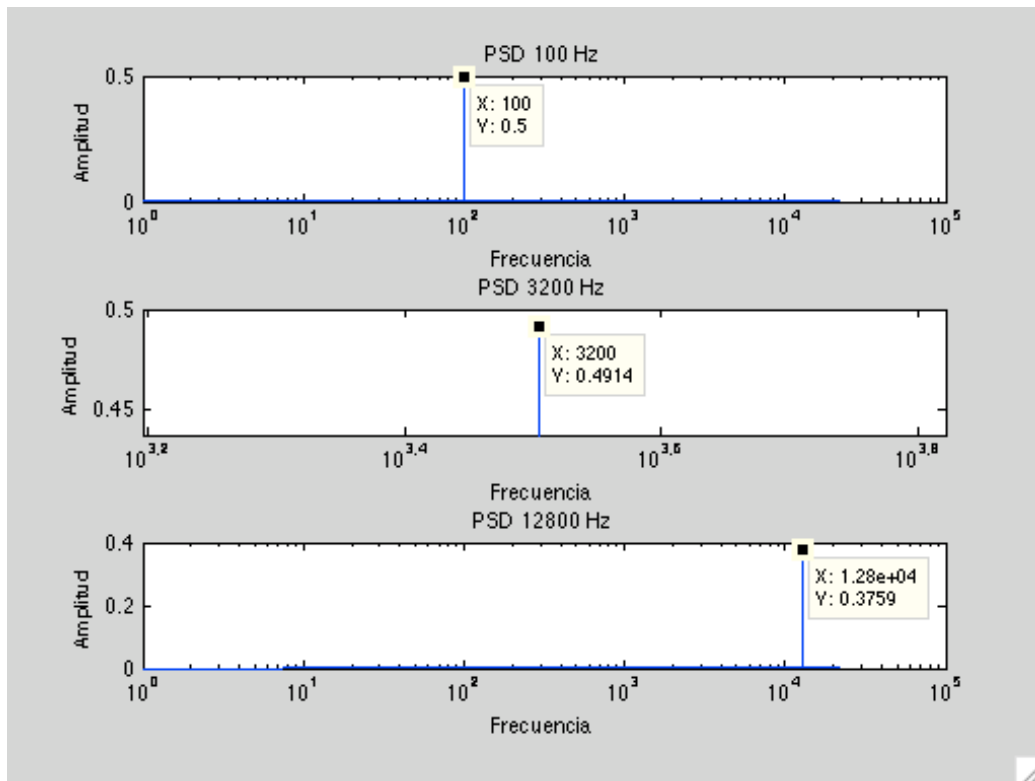 PSD 100 Hz
0.5
X: 100
Y: 0.5
Amplitud
0
10^0 10^1 10^2 10^3 10^4 10^5
Frecuencia
PSD 3200 Hz
0.5
X: 3200
Y: 0.4914
Amplitud
0.45
10^3.2 10^3.4 10^3.6 10^3.8
Frecuencia
PSD 12800 Hz
0.4
X: 1.28e+04
Y: 0.3759
Amplitud
0.2
0
10^0 10^1 10^2 10^3 10^4 10^5
Frecuencia